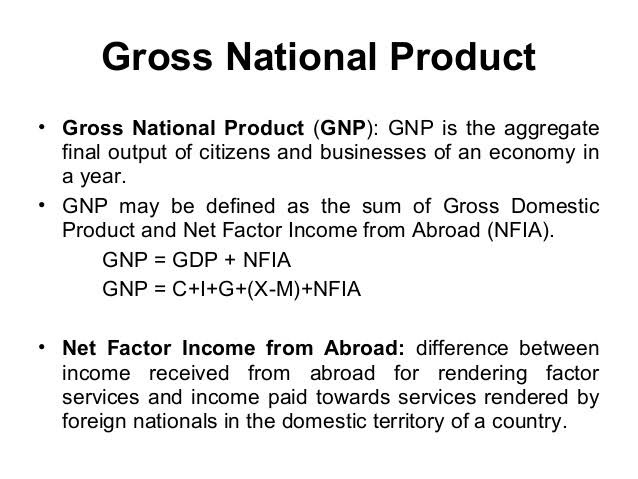 Gross National Product
• Gross National Product (GNP): GNP is the aggregate
final output of citizens and businesses of an economy in
a year.
• GNP may be defined as the sum of Gross Domestic
Product and Net Factor Income from Abroad (NFIA).
GNP = GDP + NFIA
GNP = C+I+G+(X-M)+NFIA
• Net Factor Income from Abroad: difference between
income received from abroad for rendering factor
services and income paid towards services rendered by
foreign nationals in the domestic territory of a country.